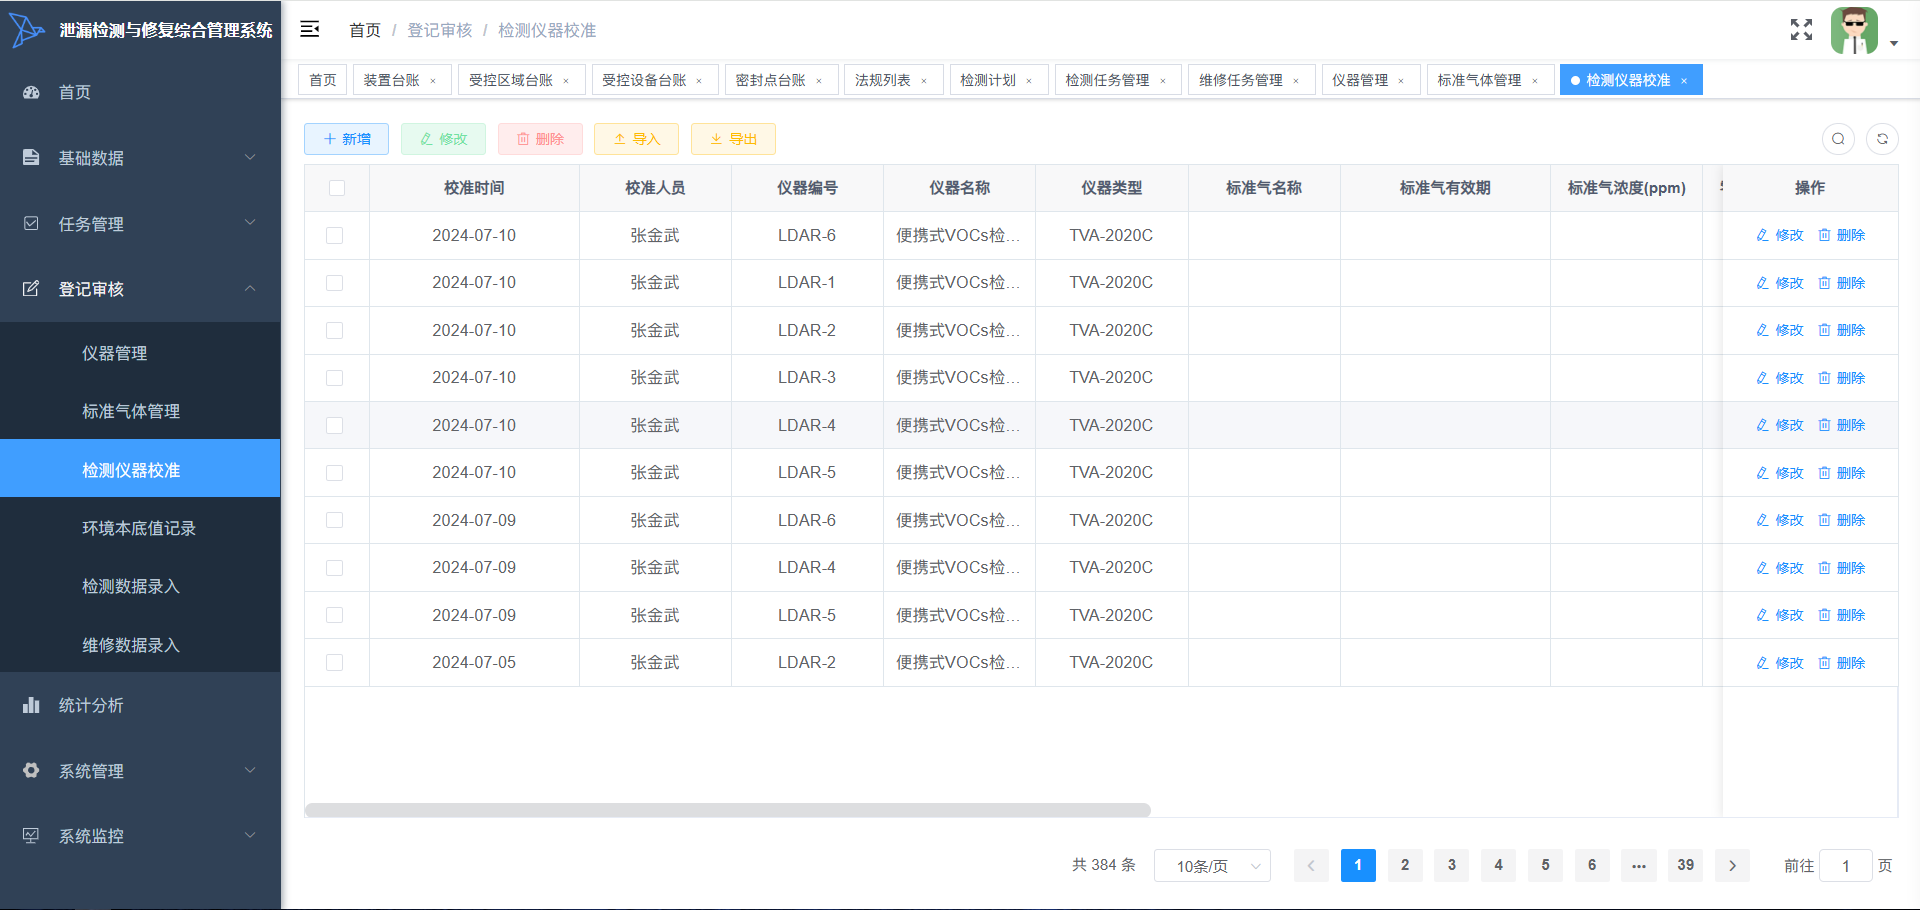 泄漏检测与修复综合管理系统
首页
基础数据
任务管理
登记审核
仪器管理
标准气体管理
检测仪器校准
环境本底值记录
检测数据录入
维修数据录入
统计分析
系统管理
系统监控
首页 / 登记审核 / 检测仪器校准
首页 装置台账 × 受控区域台账 × 受控设备台账 × 密封点台账 × 法规列表 × 检测计划 × 检测任务管理 × 维修任务管理 × 仪器管理 × 标准气体管理 × 检测仪器校准 ×
新增 修改 删除 导入 导出
校准时间 校准人员 仪器编号 仪器名称 仪器类型 标准气名称 标准气有效期 标准气浓度(ppm) 操作
2024-07-10 张金武 LDAR-6 便携式VOCs检... TVA-2020C 修改 删除
2024-07-10 张金武 LDAR-1 便携式VOCs检... TVA-2020C 修改 删除
2024-07-10 张金武 LDAR-2 便携式VOCs检... TVA-2020C 修改 删除
2024-07-10 张金武 LDAR-3 便携式VOCs检... TVA-2020C 修改 删除
2024-07-10 张金武 LDAR-4 便携式VOCs检... TVA-2020C 修改 删除
2024-07-10 张金武 LDAR-5 便携式VOCs检... TVA-2020C 修改 删除
2024-07-09 张金武 LDAR-6 便携式VOCs检... TVA-2020C 修改 删除
2024-07-09 张金武 LDAR-4 便携式VOCs检... TVA-2020C 修改 删除
2024-07-09 张金武 LDAR-5 便携式VOCs检... TVA-2020C 修改 删除
2024-07-05 张金武 LDAR-2 便携式VOCs检... TVA-2020C 修改 删除
共 384 条 10条/页 1 2 3 4 5 6 ••• 39 前往 1 页